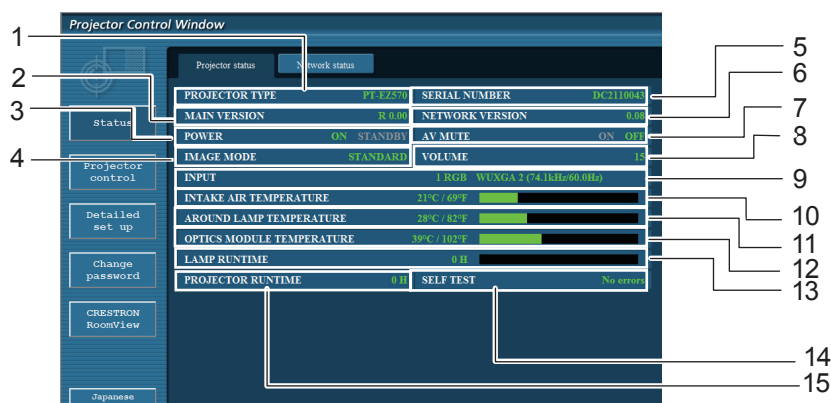 Projector Control Window
Projector status
Network status
PROJECTOR TYPE PT-EZ570
SERIAL NUMBER DC2110043
MAIN VERSION R 0.00
NETWORK VERSION 0.08
POWER ON STANDBY
AV MUTE ON OFF
IMAGE MODE STANDARD
VOLUME 15
INPUT 1 RGB WUXGA 2 (74.1kHz/60.0Hz)
INTAKE AIR TEMPERATURE 21°C / 69°F
AROUND LAMP TEMPERATURE 28°C / 82°F
OPTICS MODULE TEMPERATURE 39°C / 102°F
LAMP RUNTIME 0 H
PROJECTOR RUNTIME 0 H
SELF TEST No errors
Status
Projector
control
Detailed
set up
Change
password
CRESTRON
RoomView
Japanese
1
2
3
4
5
6
7
8
9
10
11
12
13
14
15